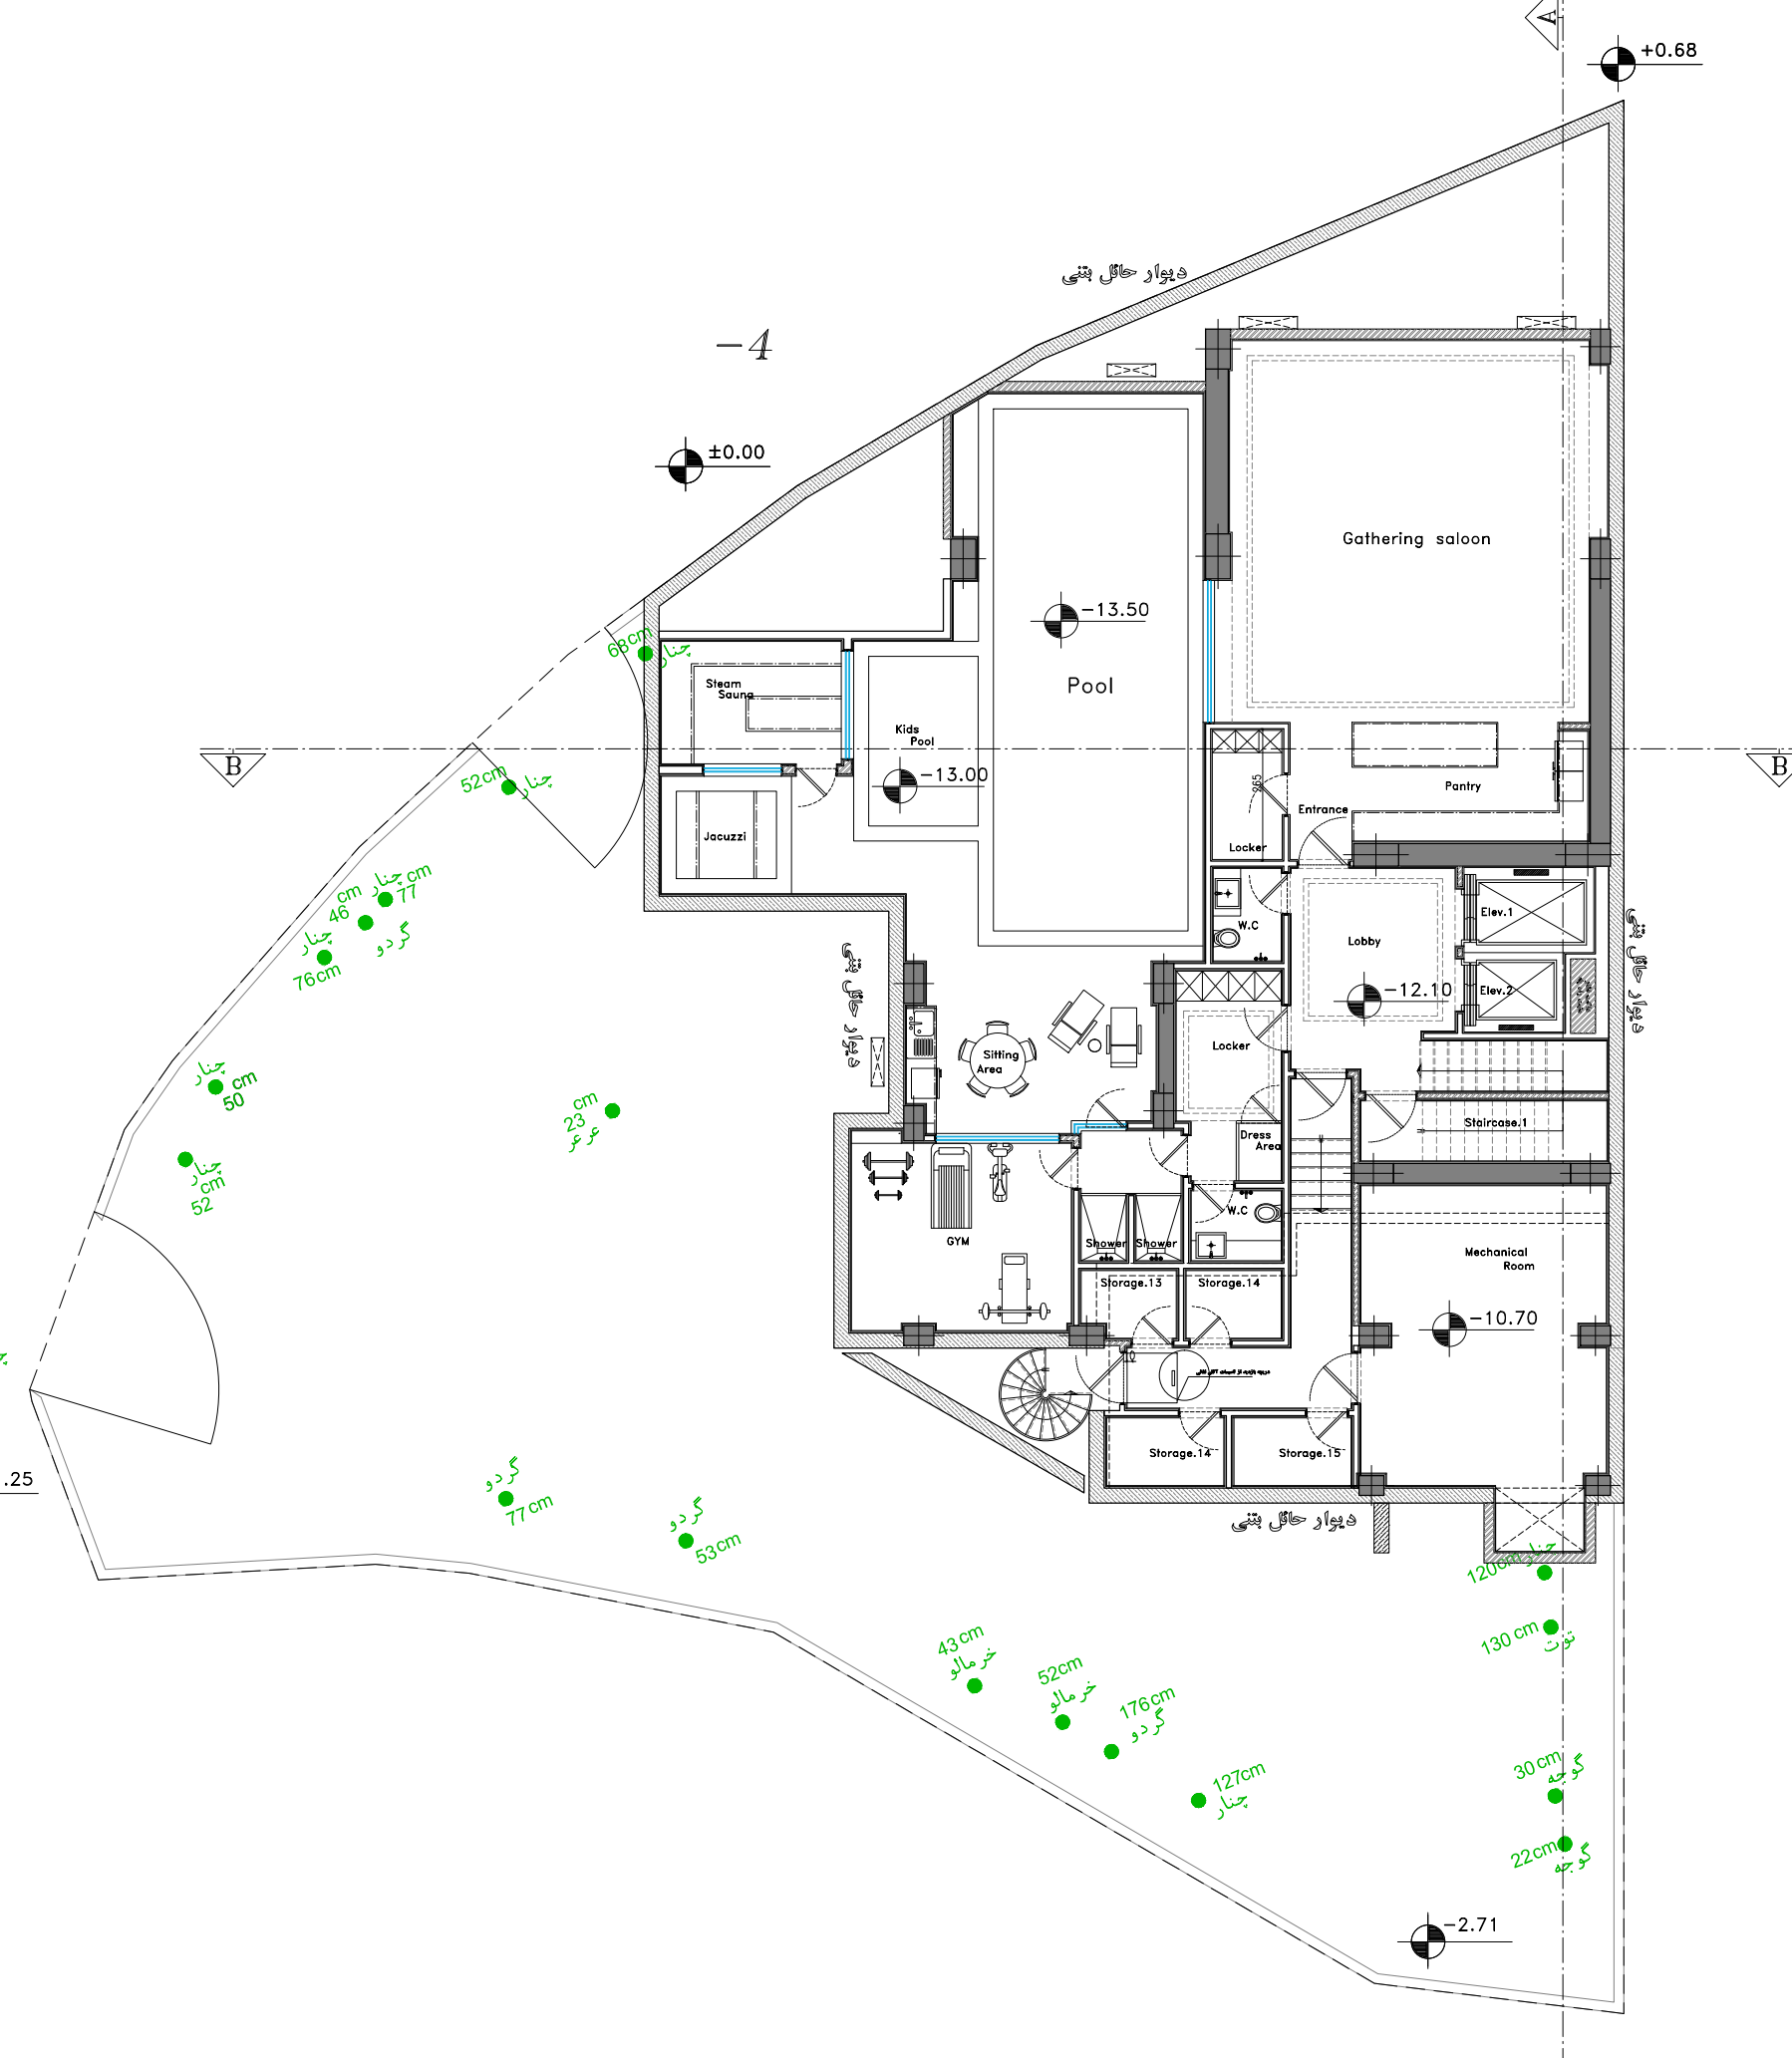 A
+0.68
دیوار حائل بتنی
-4
±0.00
Gathering saloon
-13.50
68cm
چنار
Pool
Steam
Sauna
Kids
Pool
B
B
-13.00
52cm
چنار
Pantry
265
Entrance
Jacuzzi
Locker
cm
46
چنار
cm
77
گردو
چنار
76cm
W.C
Elev.1
Lobby
دیوار حائل بتنی
دیوار حائل بتنی
-12.10
Elev.2
Locker
Sitting
Area
چنار
cm
50
cm
23
عرعر
Staircase.1
Dress
Area
چنار
cm
52
W.C
GYM
Shower
Shower
Mechanical
Room
Storage.13
Storage.14
-10.70
Storage.14
Storage.15
.25
گردو
77cm
گردو
53cm
دیوار حائل بتنی
120cm
چنار
130cm
توت
43cm
خرمالو
52cm
خرمالو
176cm
گردو
127cm
چنار
30cm
گوجه
22cm
گوجه
-2.71